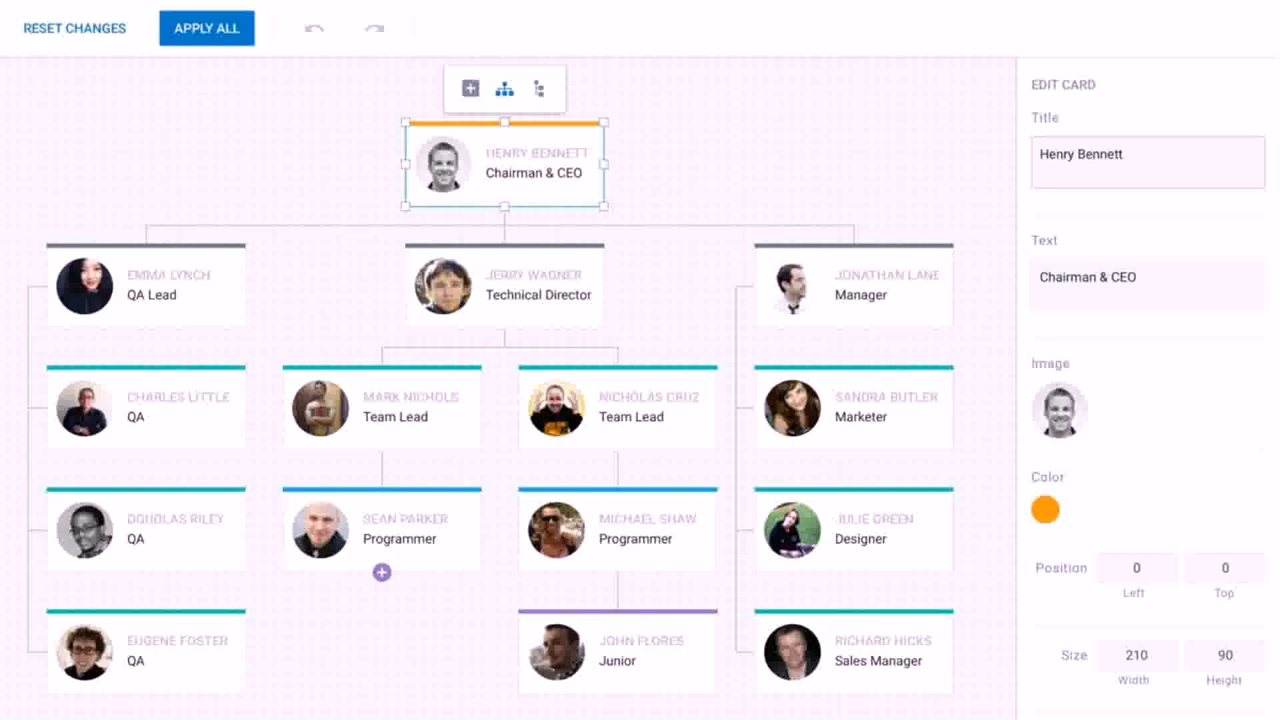 RESET CHANGES
APPLY ALL
EDIT CARD
Title
Henry Bennett
Text
Chairman & CEO
Image
Color
Position
0
0
Left
Top
Size
210
90
Width
Height
HENRY BENNETT
Chairman & CEO
EMMA LYNCH
QA Lead
JERRY WAGNER
Technical Director
JONATHAN LANE
Manager
CHARLES LITTLE
QA
MARK NICHOLS
Team Lead
NICHOLAS CRUZ
Team Lead
SANDRA BUTLER
Marketer
DOUGLAS RILEY
QA
SEAN PARKER
Programmer
MICHAEL SHAW
Programmer
JULIE GREEN
Designer
EUGENE FOSTER
QA
JOHN FLORES
Junior
RICHARD HICKS
Sales Manager